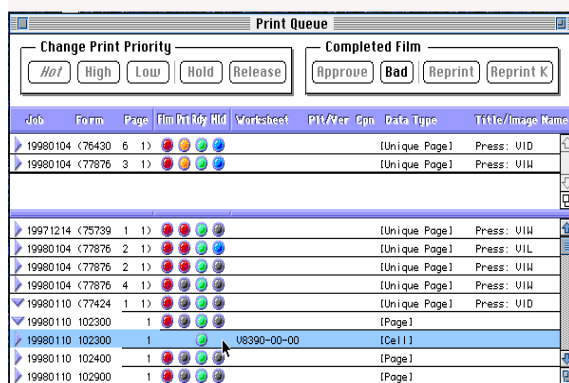 Print Queue
Change Print Priority
Completed Film
Hot High Low Hold Release
Approve Bad Reprint Reprint K
Job Form Page Flm Prt Rdy Hld Worksheet Plt/Ver Cpn Data Type Title/Image Name
19980104 (76430 6 1) [Unique Page] Press: VID
19980104 (77876 3 1) [Unique Page] Press: VIW
19971214 (75739 1 1) [Unique Page] Press: VIW
19980104 (77876 2 1) [Unique Page] Press: VIL
19980104 (77876 2 1) [Unique Page] Press: VIW
19980104 (77876 4 1) [Unique Page] Press: VIW
19980110 (77424 1 1) [Unique Page] Press: VID
19980110 102300 1 [Page]
19980110 102300 1 V8390-00-00 [Cell]
19980110 102400 1 [Page]
19980110 102900 1 [Page]